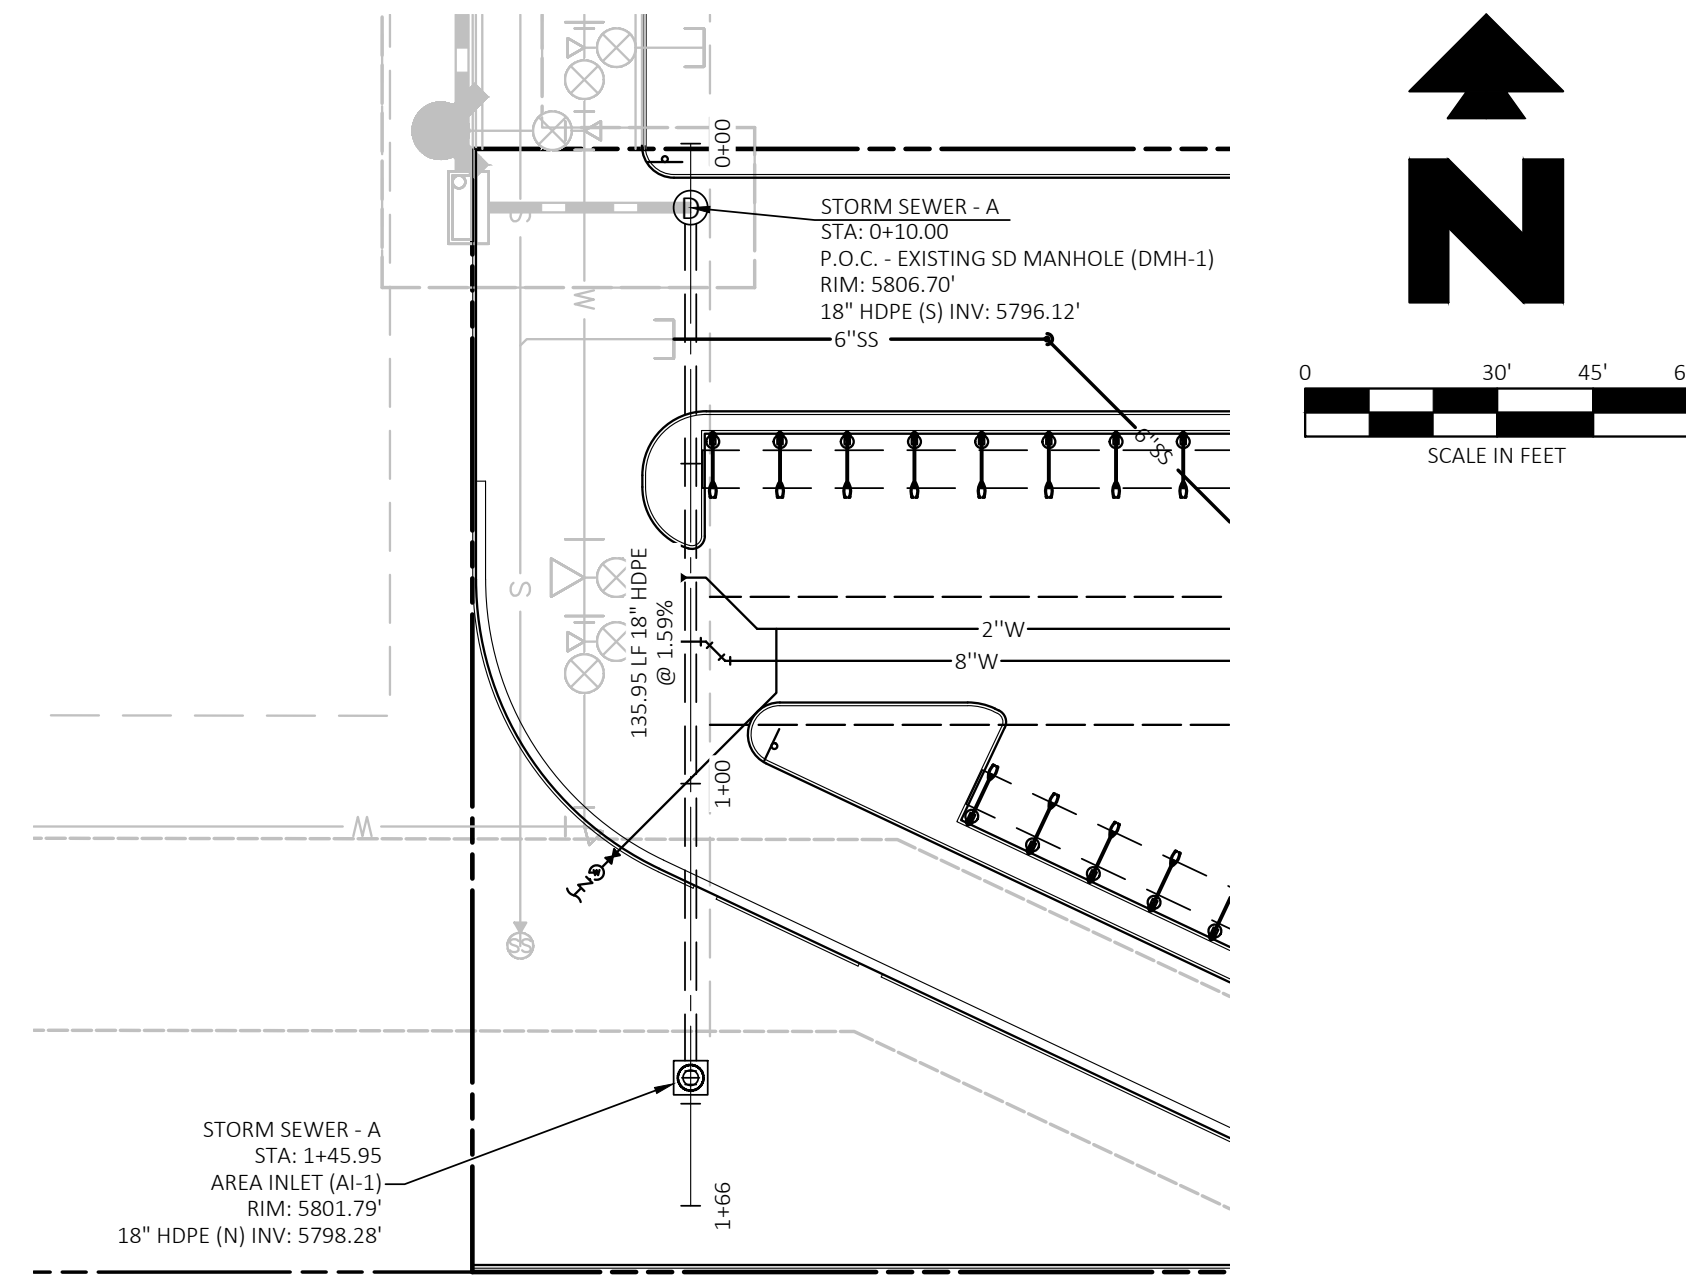 0+00
N
STORM SEWER - A
STA: 0+10.00
P.O.C. - EXISTING SD MANHOLE (DMH-1)
RIM: 5806.70'
18" HDPE (S) INV: 5796.12'
D
S
W
6"SS
6"SS
0 30' 45'
SCALE IN FEET
135.95 LF 18" HDPE
@ 1.59%
S
2"W
8"W
1+00
W
W
SS
STORM SEWER - A
STA: 1+45.95
AREA INLET (AI-1)
RIM: 5801.79'
18" HDPE (N) INV: 5798.28'
1+66